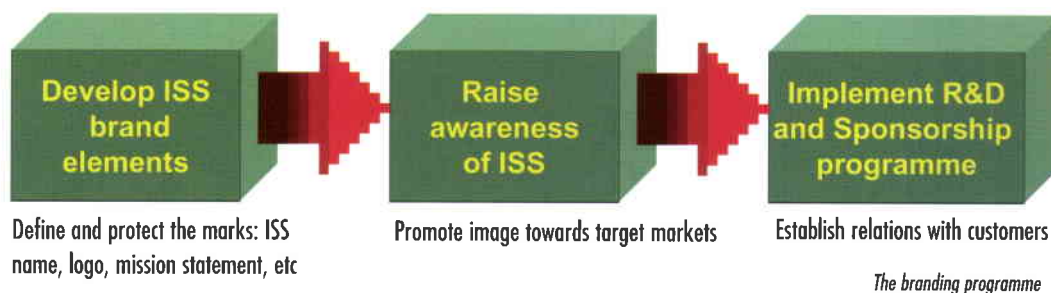 Develop ISS
brand
elements
Raise
awareness
of ISS
Implement R&D
and Sponsorship
programme
Define and protect the marks: ISS
name, logo, mission statement, etc
Promote image towards target markets
Establish relations with customers
The branding programme